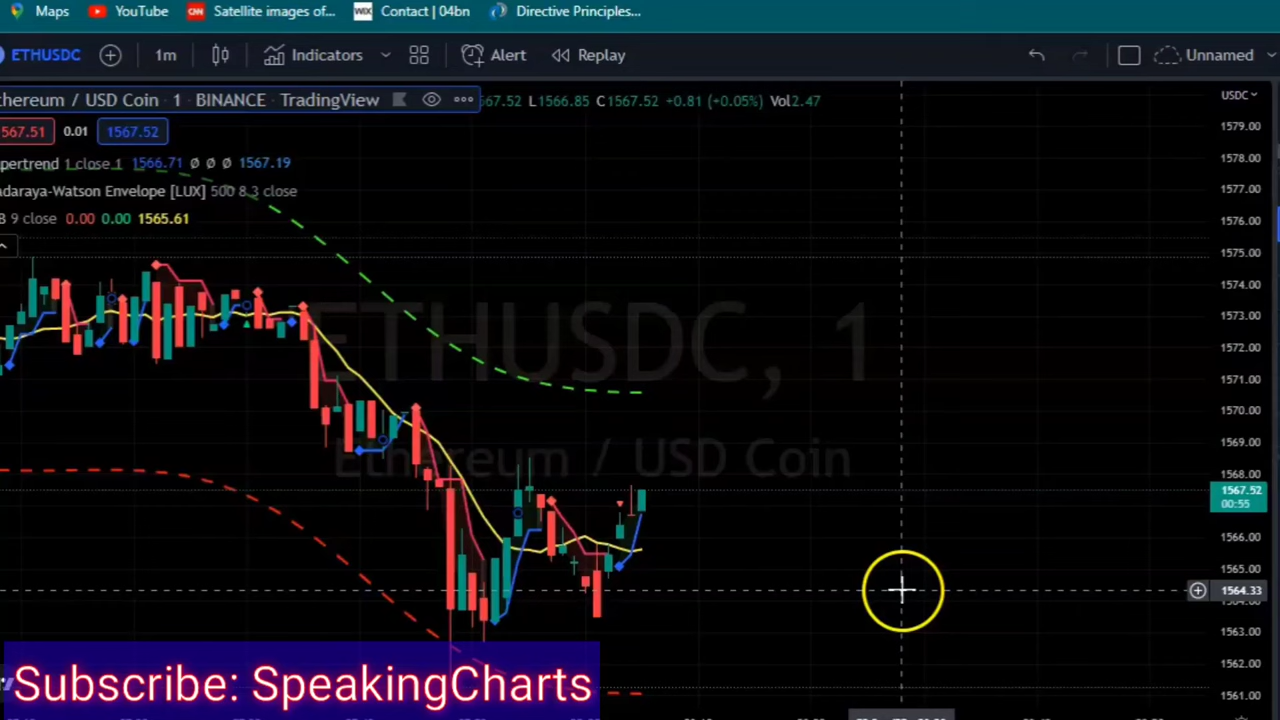 Maps YouTube CNN Satellite images of... WIX Contact | 04bn Directive Principles...
ETHUSDC 1m Indicators Alert Replay Unnamed
thereum / USD Coin · 1 · BINANCE · TradingView 567.52 L1566.85 C1567.52 +0.81 (+0.05%) Vol2.47
USDC
567.51 0.01 1567.52
pertrend 1 close 1 1566.71 Ø Ø Ø 1567.19
adaraya-Watson Envelope [LUX] 500 8 3 close
B 9 close 0.00 0.00 1565.61
1579.00
1578.00
1577.00
1576.00
1575.00
1574.00
1573.00
1572.00
1571.00
1570.00
1569.00
1568.00
1567.52
00:55
1566.00
1565.00
1564.33
1563.00
1562.00
1561.00
ETHUSDC, 1
Ethereum / USD Coin
Subscribe: SpeakingCharts